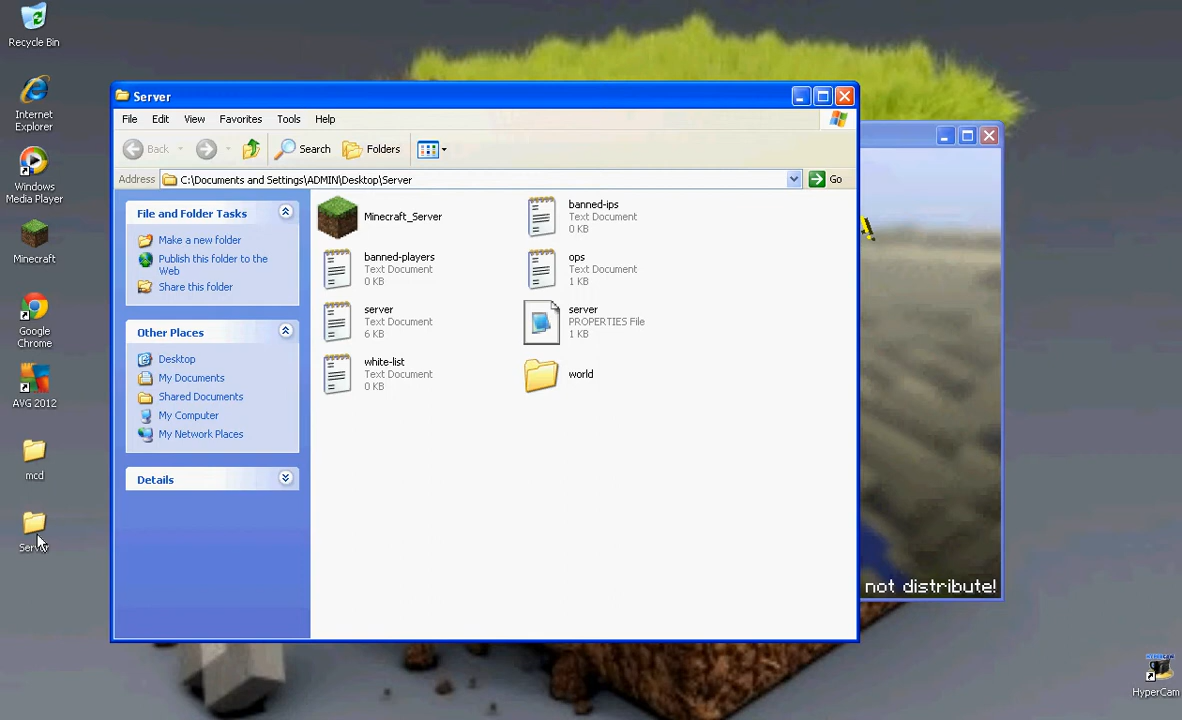 Recycle Bin
Internet
Explorer
Windows
Media Player
Minecraft
Google
Chrome
AVG 2012
mcd
Server
Server
File Edit View Favorites Tools Help
Back Search Folders
Address C:\Documents and Settings\ADMIN\Desktop\Server Go
File and Folder Tasks
Make a new folder
Publish this folder to the
Web
Share this folder
Other Places
Desktop
My Documents
Shared Documents
My Computer
My Network Places
Details
Minecraft_Server
banned-ips
Text Document
0 KB
banned-players
Text Document
0 KB
ops
Text Document
1 KB
server
Text Document
6 KB
server
PROPERTIES File
1 KB
white-list
Text Document
0 KB
world
not distribute!
HYPERCAM
HyperCam